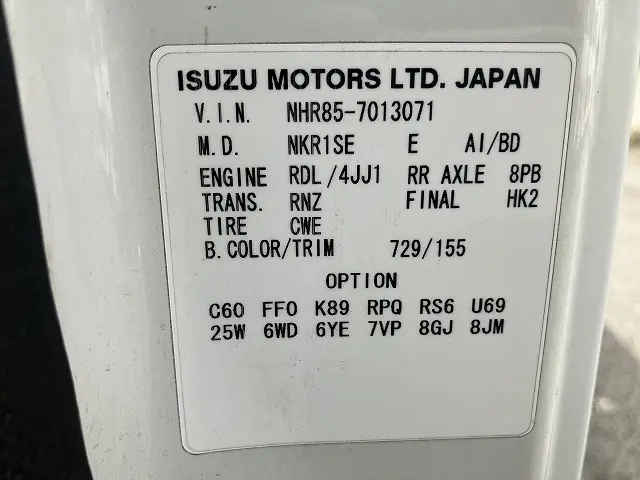 ISUZU MOTORS LTD. JAPAN
V.I.N. NHR85-7013071
M.D. NKR1SE E AI/BD
ENGINE RDL/4JJ1 RR AXLE 8PB
TRANS. RNZ FINAL HK2
TIRE CWE
B.COLOR/TRIM 729/155
OPTION
C60 FF0 K89 RPQ RS6 U69
25W 6WD 6YE 7VP 8GJ 8JM